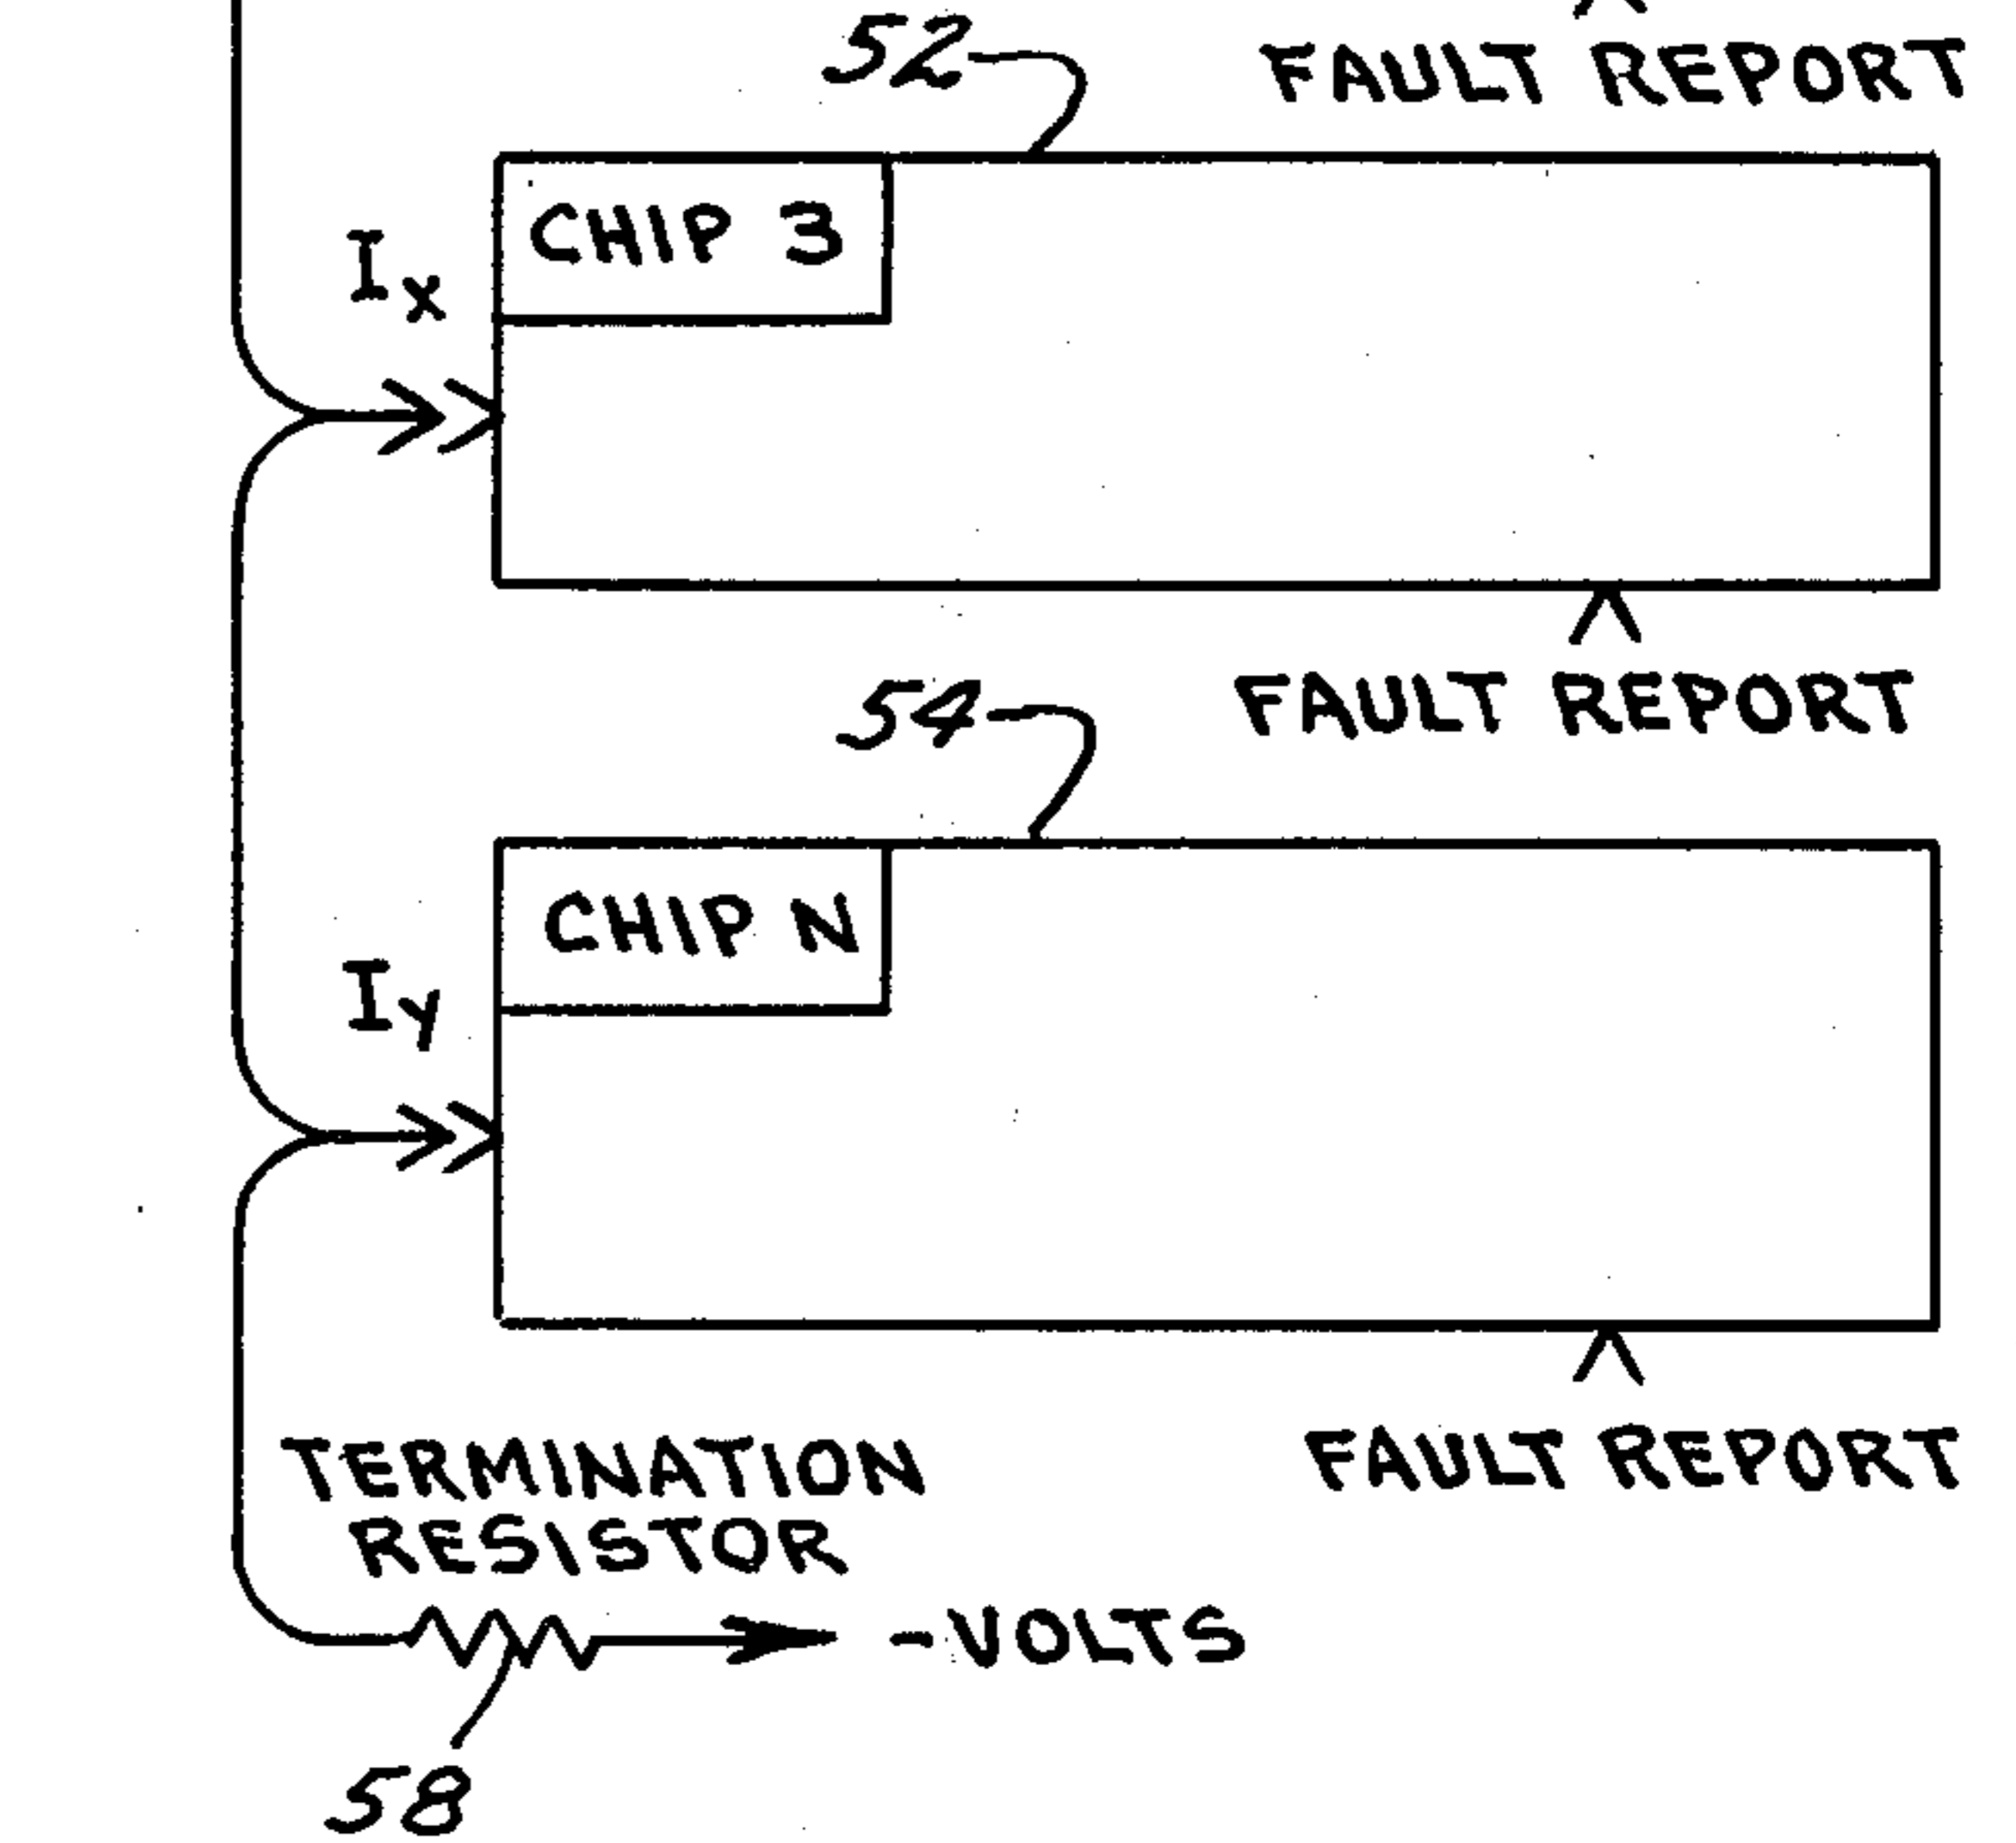 52
FAULT REPORT
CHIP 3
Ix
FAULT REPORT
54
CHIP N
Iy
FAULT REPORT
TERMINATION
RESISTOR
-VOLTS
58